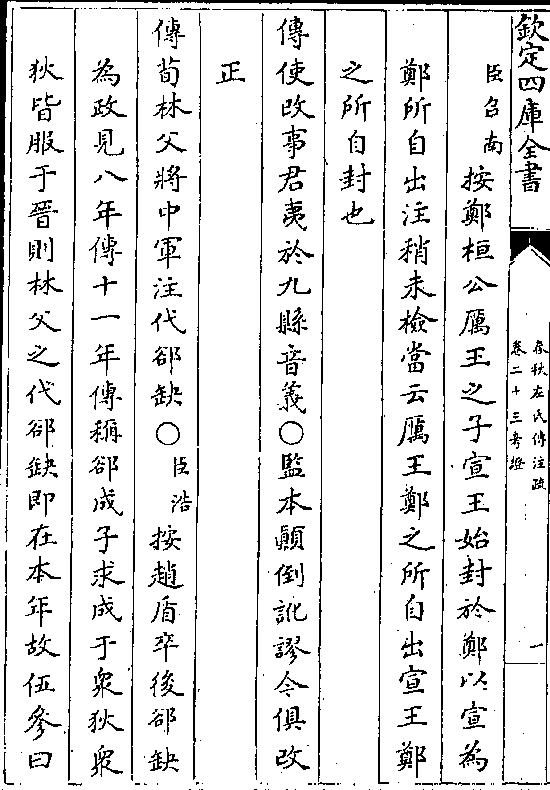 欽定四庫全書
春秋左氏傳注疏
卷二十三考證
一
臣召南按鄭桓公厲王之子宣王始封於鄭以宣為
鄭所自出注稍未檢當云厲王鄭之所自出宣王鄭
之所自封也
傳使改事君夷於九縣音義○監本顛倒訛謬今俱改
正
傳荀林父將中軍注代郤缺○臣浩按趙盾卒後郤缺
為政見八年傳十一年傳稱郤成子求成于衆狄衆
狄皆服于晉則林父之代郤缺即在本年故伍參曰